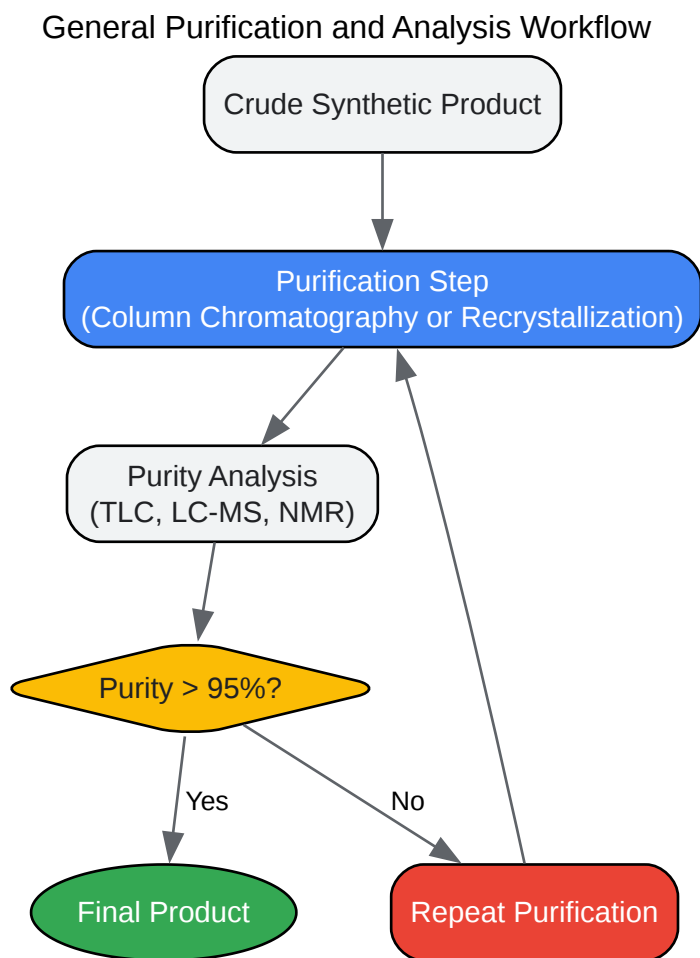 General Purification and Analysis Workflow
Crude Synthetic Product
Purification Step
(Column Chromatography or Recrystallization)
Purity Analysis
(TLC, LC-MS, NMR)
Purity > 95%?
Yes
No
Final Product
Repeat Purification